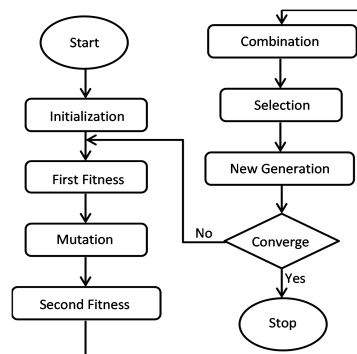 Start
Initialization
First Fitness
Mutation
Second Fitness
Combination
Selection
New Generation
Converge
No
Yes
Stop